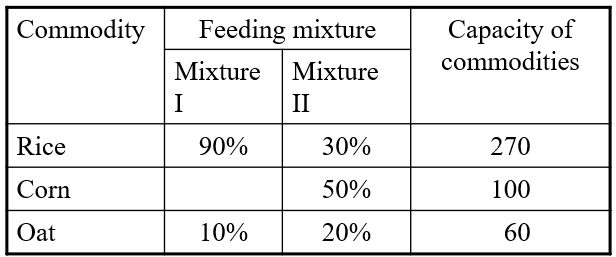 Commodity Feeding mixture Capacity of
commodities
Mixture Mixture
I II
Rice 90% 30% 270
Corn 50% 100
Oat 10% 20% 60